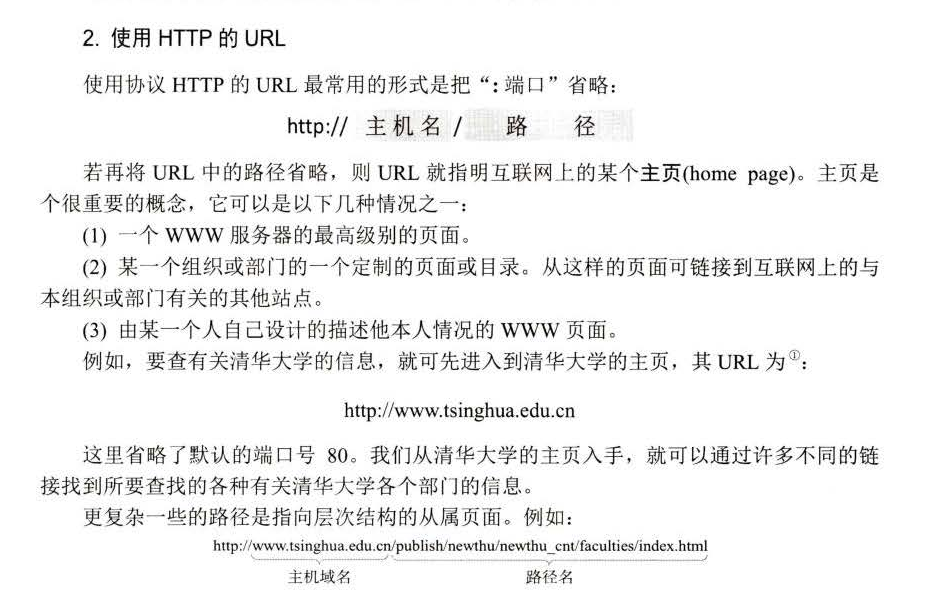 2. 使用 HTTP 的 URL
使用协议 HTTP 的 URL 最常用的形式是把“:端口”省略：
http:// 主机名 / 路 径
若再将 URL 中的路径省略，则 URL 就指明互联网上的某个主页(home page)。主页是
个很重要的概念，它可以是以下几种情况之一：
(1) 一个 WWW 服务器的最高级别的页面。
(2) 某一个组织或部门的一个定制的页面或目录。从这样的页面可链接到互联网上的与
本组织或部门有关的其他站点。
(3) 由某一个人自己设计的描述他本人情况的 WWW 页面。
例如，要查有关清华大学的信息，就可先进入到清华大学的主页，其 URL 为①：
http://www.tsinghua.edu.cn
这里省略了默认的端口号 80。我们从清华大学的主页入手，就可以通过许多不同的链
接找到所要查找的各种有关清华大学各个部门的信息。
更复杂一些的路径是指向层次结构的从属页面。例如：
http://www.tsinghua.edu.cn/publish/newthu/newthu_cnt/faculties/index.html
主机域名 路径名